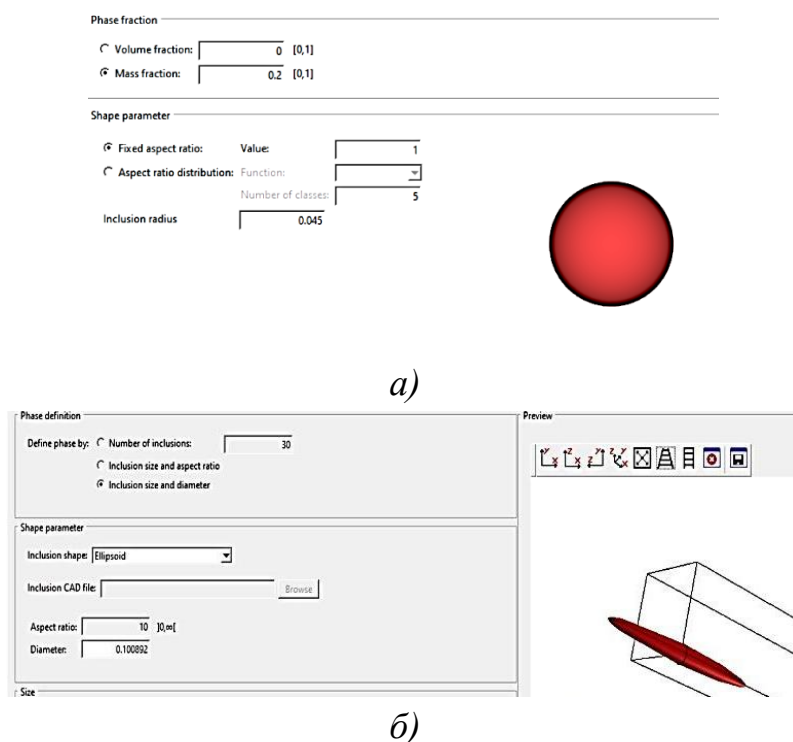 Phase fraction
Volume fraction: 0 [0,1]
Mass fraction: 0.2 [0,1]
Shape parameter
Fixed aspect ratio: Value: 1
Aspect ratio distribution: Function:
Number of classes: 5
Inclusion radius 0.045
а)
Phase definition
Define phase by: Number of inclusions: 30
Inclusion size and aspect ratio
Inclusion size and diameter
Shape parameter
Inclusion shape: Ellipsoid
Inclusion CAD file: Browse
Aspect ratio: 10 ]0,∞[
Diameter: 0.100892
Size
Preview
Y X Z X Z Y Z Y X
б)